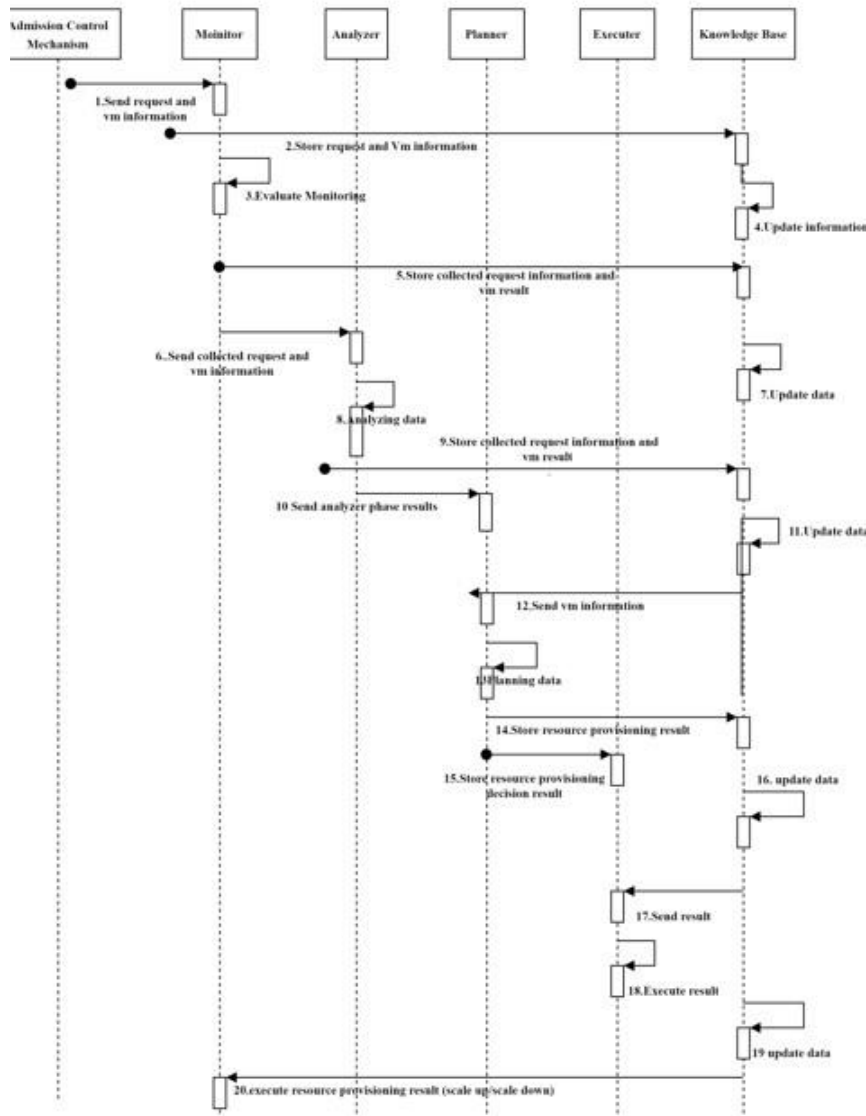 Admission Control
Mechanism
Moinitor
Analyzer
Planner
Executer
Knowledge Base
1.Send request and
vm information
2.Store request and Vm information
3.Evaluate Monitoring
4.Update information
5.Store collected request information and
vm result
6..Send collected request and
vm information
7.Update data
8.Analyzing data
9.Store collected request information and
vm result
10 Send analyzer phase results
11.Update data
12.Send vm information
13Planning data
14.Store resource provisioning result
15.Store resource provisioning
decision result
16. update data
17.Send result
18.Execute result
19 update data
20.execute resource provisioning result (scale up/scale down)